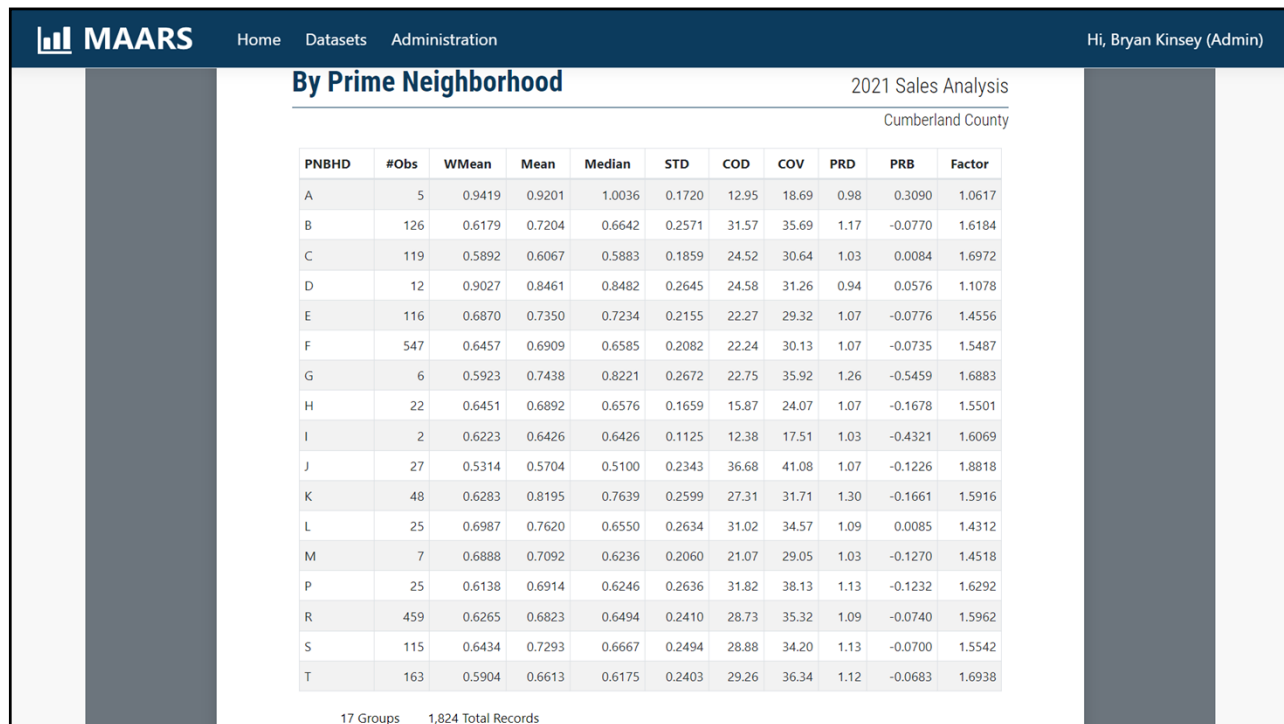 MAARS Home Datasets Administration Hi, Bryan Kinsey (Admin)
By Prime Neighborhood 2021 Sales Analysis
Cumberland County
PNBHD #Obs WMean Mean Median STD COD COV PRD PRB Factor
A 5 0.9419 0.9201 1.0036 0.1720 12.95 18.69 0.98 0.3090 1.0617
B 126 0.6179 0.7204 0.6642 0.2571 31.57 35.69 1.17 -0.0770 1.6184
C 119 0.5892 0.6067 0.5883 0.1859 24.52 30.64 1.03 0.0084 1.6972
D 12 0.9027 0.8461 0.8482 0.2645 24.58 31.26 0.94 0.0576 1.1078
E 116 0.6870 0.7350 0.7234 0.2155 22.27 29.32 1.07 -0.0776 1.4556
F 547 0.6457 0.6909 0.6585 0.2082 22.24 30.13 1.07 -0.0735 1.5487
G 6 0.5923 0.7438 0.8221 0.2672 22.75 35.92 1.26 -0.5459 1.6883
H 22 0.6451 0.6892 0.6576 0.1659 15.87 24.07 1.07 -0.1678 1.5501
I 2 0.6223 0.6426 0.6426 0.1125 12.38 17.51 1.03 -0.4321 1.6069
J 27 0.5314 0.5704 0.5100 0.2343 36.68 41.08 1.07 -0.1226 1.8818
K 48 0.6283 0.8195 0.7639 0.2599 27.31 31.71 1.30 -0.1661 1.5916
L 25 0.6987 0.7620 0.6550 0.2634 31.02 34.57 1.09 0.0085 1.4312
M 7 0.6888 0.7092 0.6236 0.2060 21.07 29.05 1.03 -0.1270 1.4518
P 25 0.6138 0.6914 0.6246 0.2636 31.82 38.13 1.13 -0.1232 1.6292
R 459 0.6265 0.6823 0.6494 0.2410 28.73 35.32 1.09 -0.0740 1.5962
S 115 0.6434 0.7293 0.6667 0.2494 28.88 34.20 1.13 -0.0700 1.5542
T 163 0.5904 0.6613 0.6175 0.2403 29.26 36.34 1.12 -0.0683 1.6938
17 Groups 1,824 Total Records